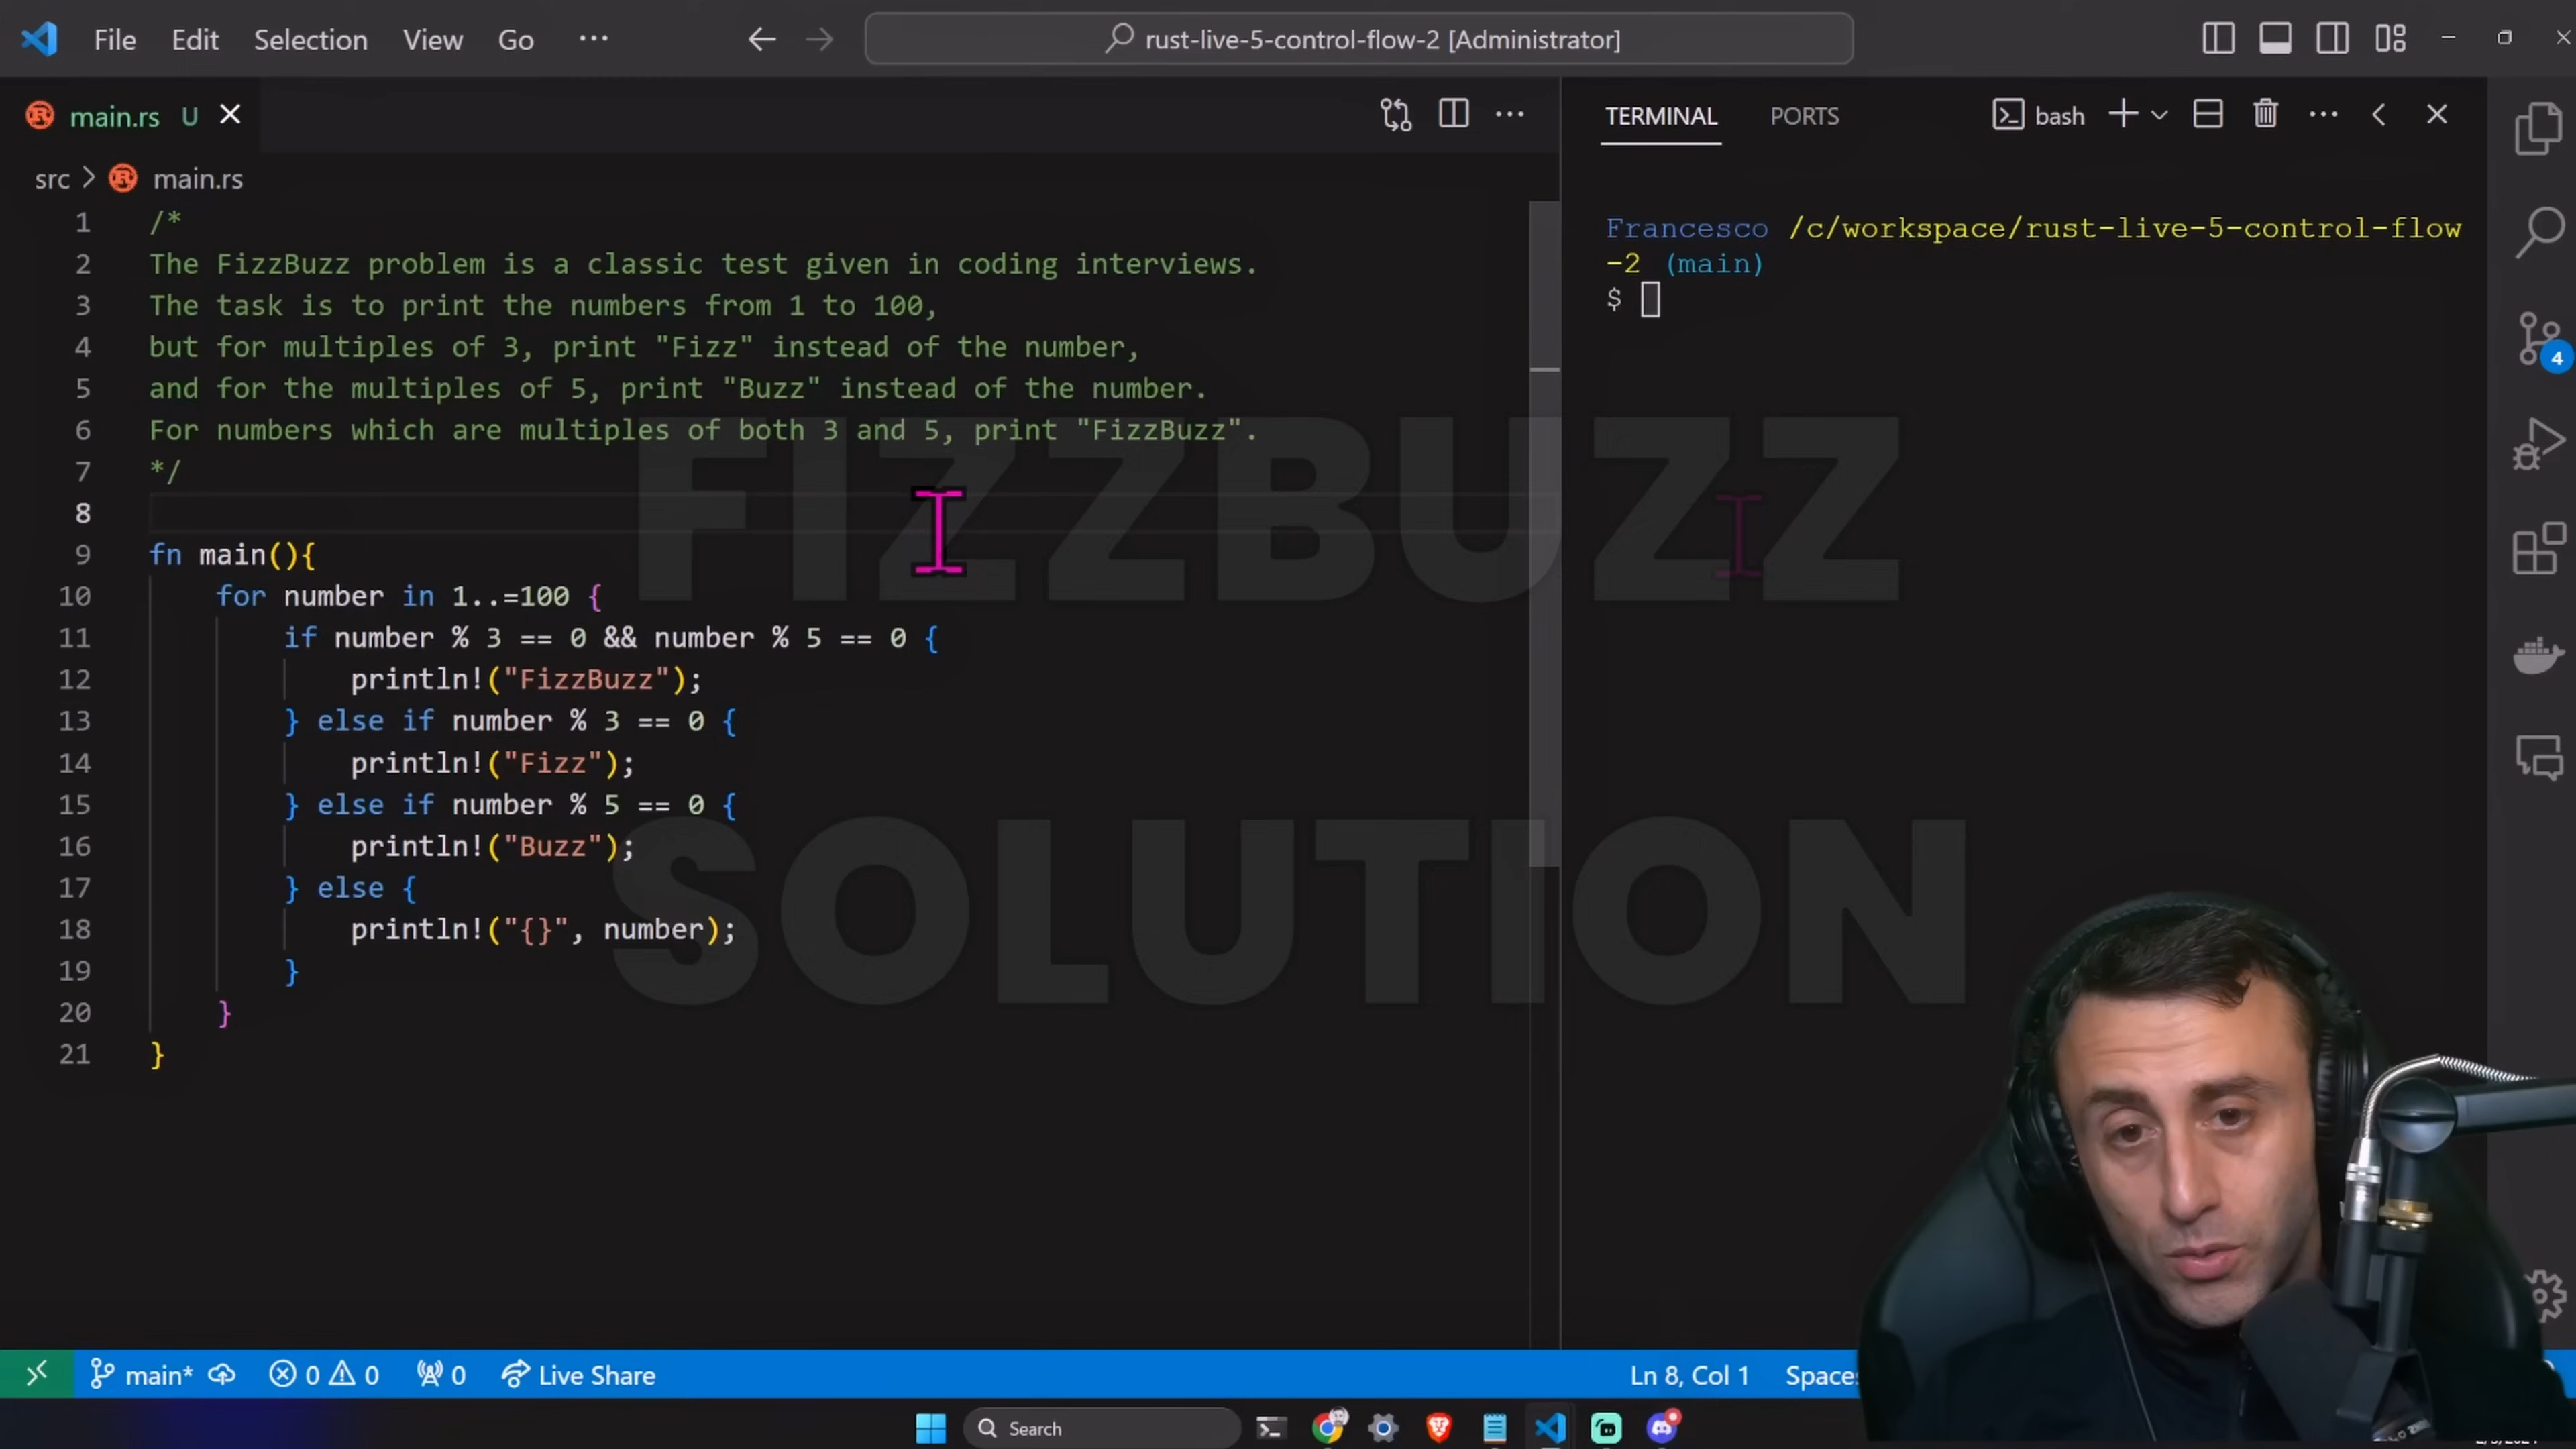 File Edit Selection View Go ...
rust-live-5-control-flow-2 [Administrator]
main.rs U
TERMINAL PORTS bash
src > main.rs
1 /*
2 The FizzBuzz problem is a classic test given in coding interviews.
3 The task is to print the numbers from 1 to 100,
4 but for multiples of 3, print "Fizz" instead of the number,
5 and for the multiples of 5, print "Buzz" instead of the number.
6 For numbers which are multiples of both 3 and 5, print "FizzBuzz".
7 */
8
9 fn main(){
10 for number in 1..=100 {
11 if number % 3 == 0 && number % 5 == 0 {
12 println!("FizzBuzz");
13 } else if number % 3 == 0 {
14 println!("Fizz");
15 } else if number % 5 == 0 {
16 println!("Buzz");
17 } else {
18 println!("{}", number);
19 }
20 }
21 }
Francesco /c/workspace/rust-live-5-control-flow
-2 (main)
$
4
FIZZBUZZ
SOLUTION
main* 0 0 0 Live Share
Ln 8, Col 1
Search